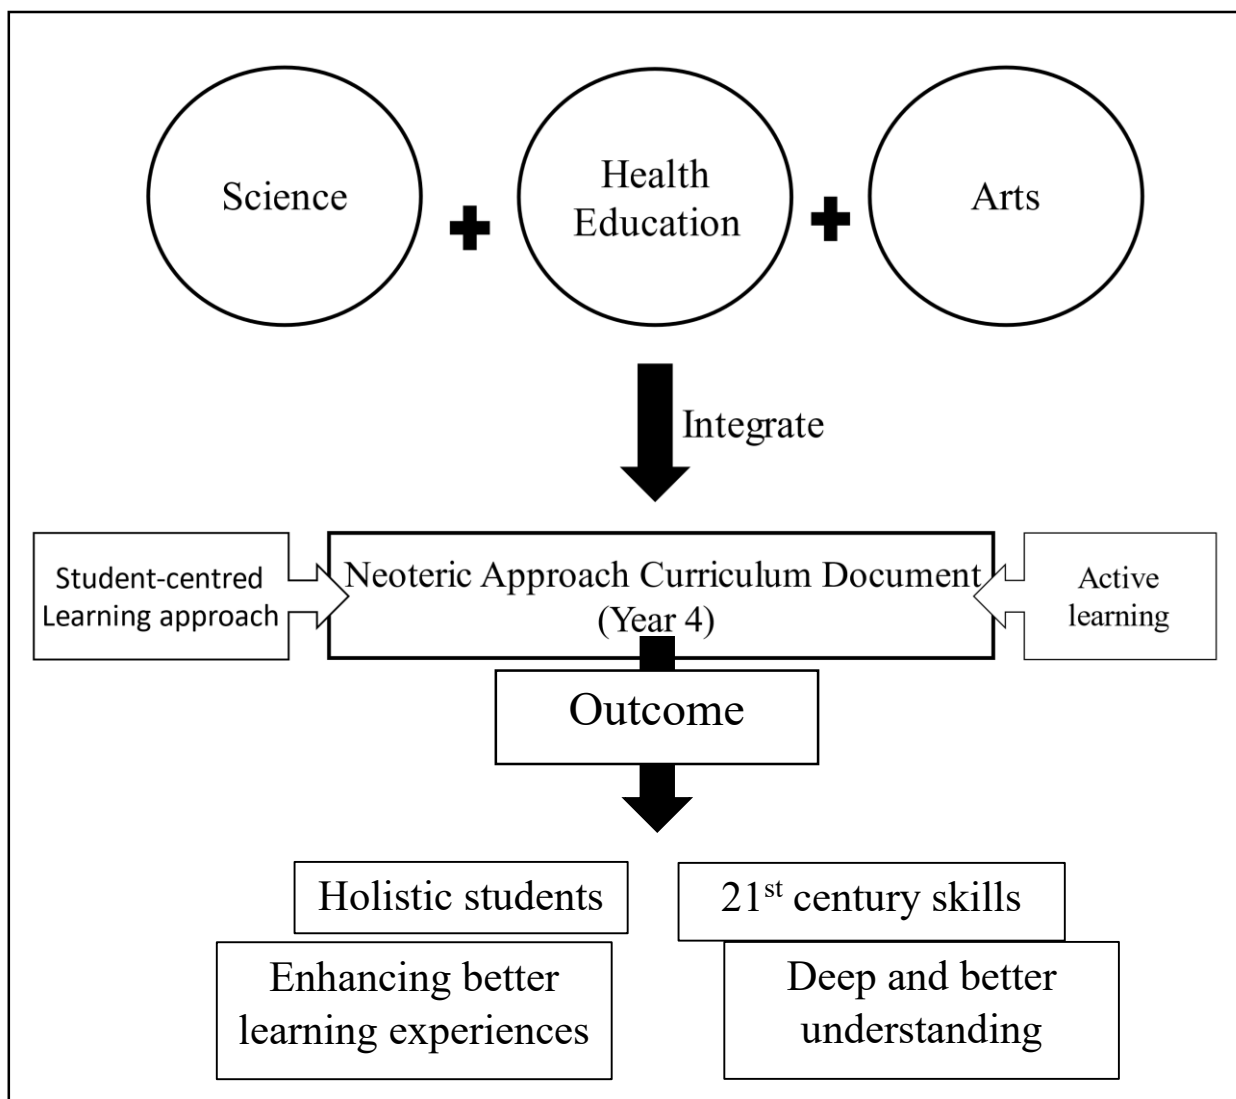 Science
Health
Education
Arts
Integrate
Student-centred
Learning approach
Neoteric Approach Curriculum Document
(Year 4)
Active
learning
Outcome
Holistic students
21st century skills
Enhancing better
learning experiences
Deep and better
understanding